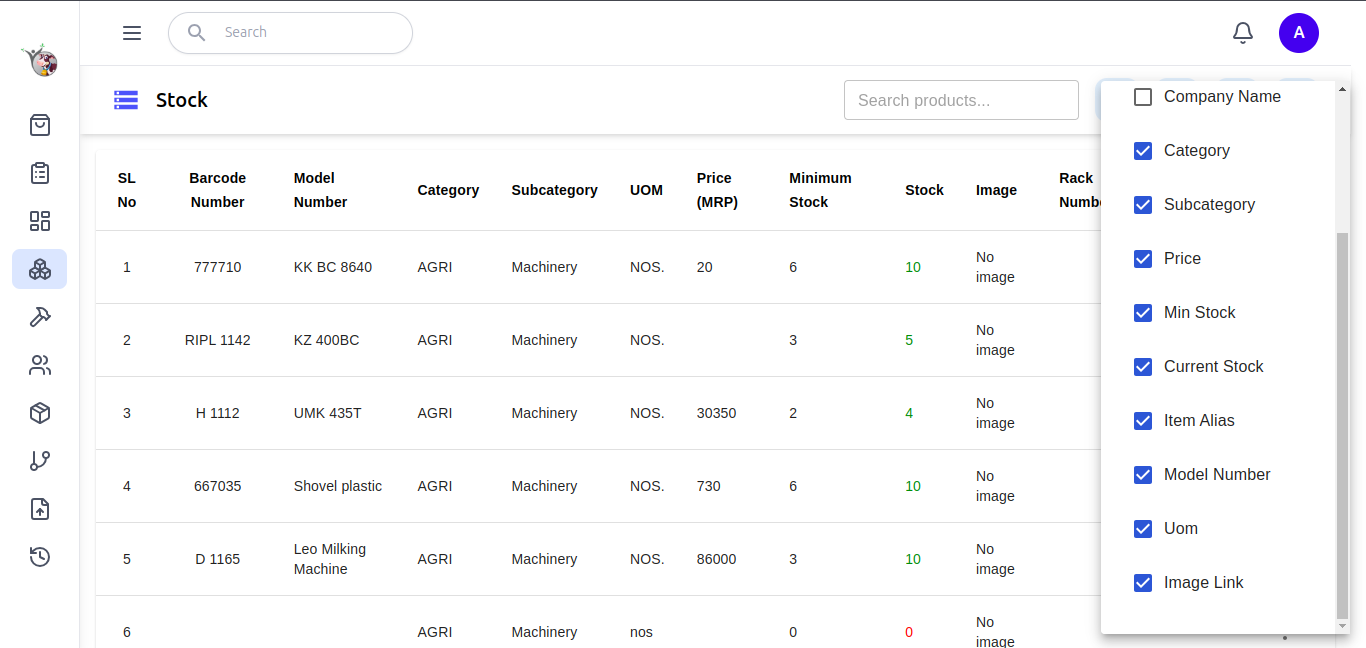 Search
A
Stock
Search products...
SL No
Barcode Number
Model Number
Category
Subcategory
UOM
Price (MRP)
Minimum Stock
Stock
Image
Rack
1 777710 KK BC 8640 AGRI Machinery NOS. 20 6 10 No image
2 RIPL 1142 KZ 400BC AGRI Machinery NOS. 3 5 No image
3 H 1112 UMK 435T AGRI Machinery NOS. 30350 2 4 No image
4 667035 Shovel plastic AGRI Machinery NOS. 730 6 10 No image
5 D 1165 Leo Milking Machine AGRI Machinery NOS. 86000 3 10 No image
6 AGRI Machinery nos 0 0 No image
Company Name
Category
Subcategory
Price
Min Stock
Current Stock
Item Alias
Model Number
Uom
Image Link